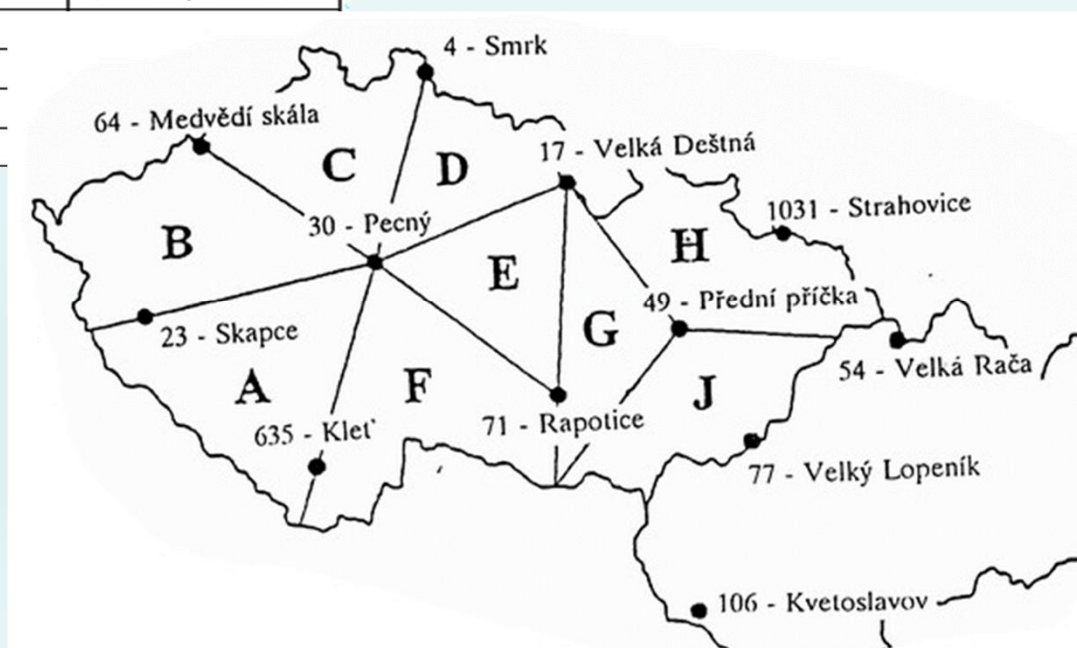 4 - Smrk
64 - Medvědí skála
C
D
17 - Velká Deštná
1031 - Strahovice
30 - Pecný
B
H
E
49 - Přední příčka
23 - Skapce
G
54 - Velká Rača
A
F
J
71 - Rapotice
635 - Kleť
77 - Velký Lopeník
106 - Kvetoslavov